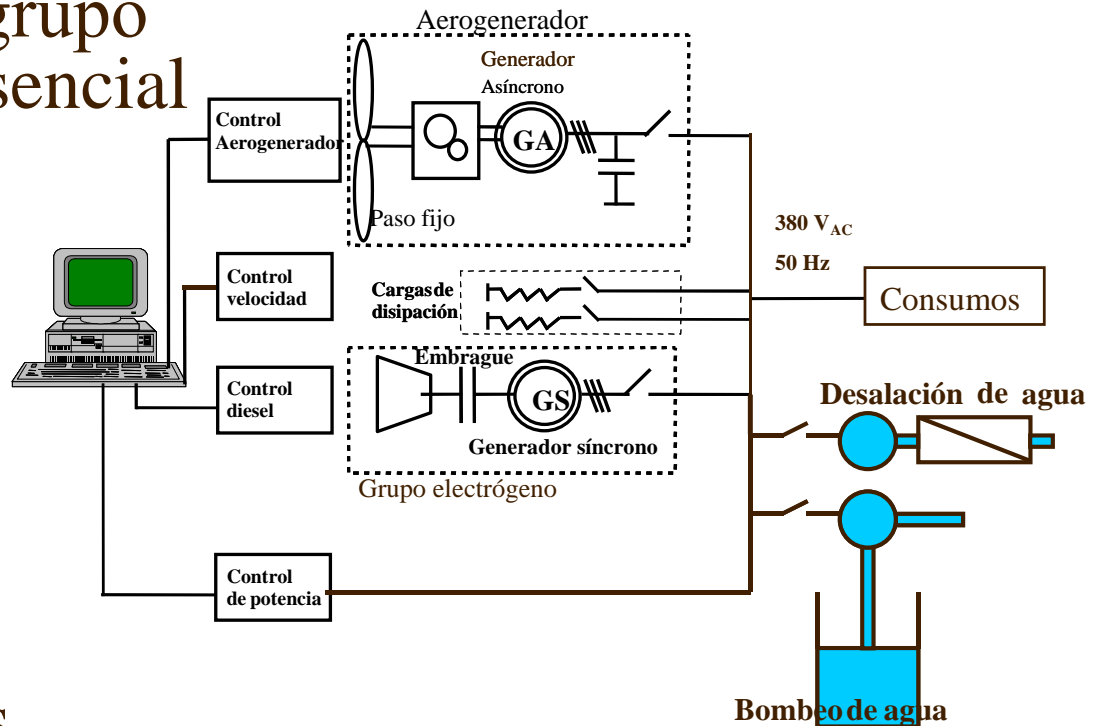 grupo
sencial
Aerogenerador
Generador
Asíncrono
Control
Aerogenerador
GA
Paso fijo
380 VAC
50 Hz
Control
velocidad
Cargas de
disipación
Consumos
Embrague
Control
diesel
GS
Desalación de agua
Generador síncrono
Grupo electrógeno
Control
de potencia
s
Bombeo de agua